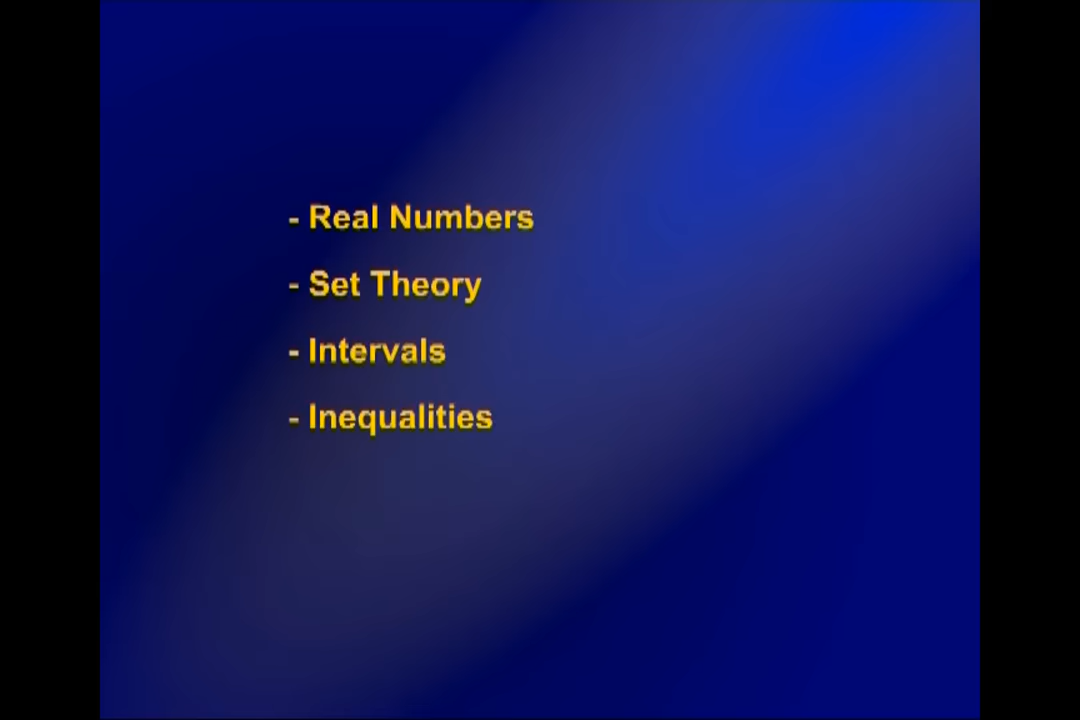 - Real Numbers
- Set Theory
- Intervals
- Inequalities